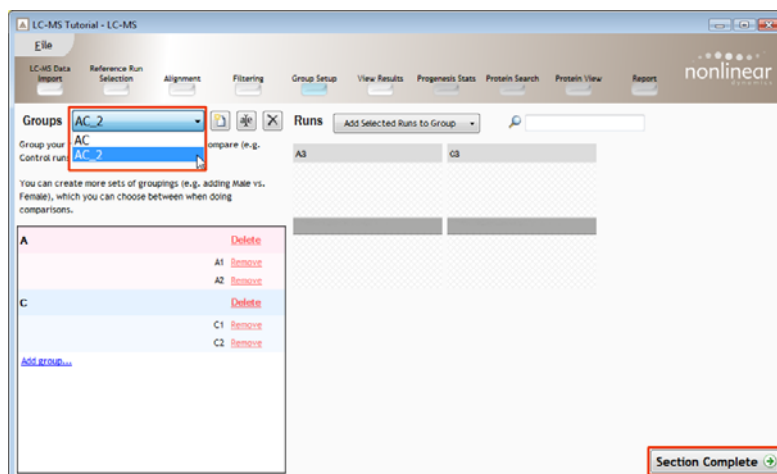 LC-MS Tutorial - LC-MS
File
LC-MS Data Import
Reference Run Selection
Alignment
Filtering
Group Setup
View Results
Progenesis Stats
Protein Search
Protein View
Report
nonlinear
dynamics
Groups
AC_2
Runs
Add Selected Runs to Group
AC
AC_2
Group your
ompare (e.g.
Control run
You can create more sets of groupings (e.g. adding Male vs.
Female), which you can choose between when doing
comparisons.
A3
C3
A Delete
A1 Remove
A2 Remove
C Delete
C1 Remove
C2 Remove
Add group...
Section Complete